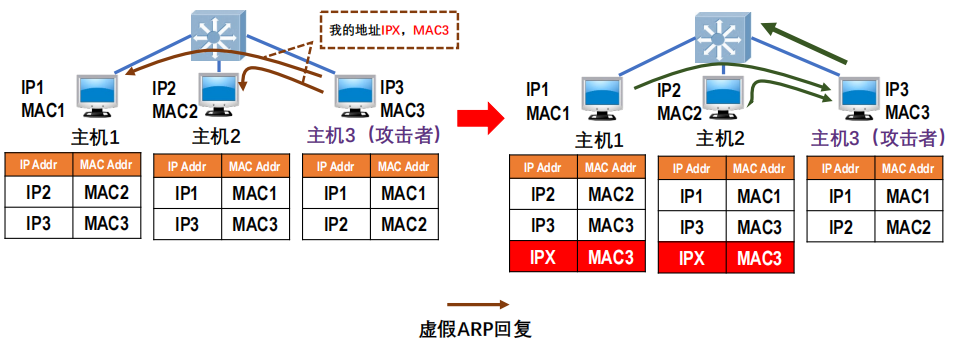 我的地址IPX，MAC3
IP1
MAC1
IP2
MAC2
IP3
MAC3
主机1
主机2
主机3（攻击者）
IP Addr MAC Addr
IP2 MAC2
IP3 MAC3
IP Addr MAC Addr
IP1 MAC1
IP3 MAC3
IP Addr MAC Addr
IP1 MAC1
IP2 MAC2
IP1
MAC1
IP2
MAC2
IP3
MAC3
主机1
主机2
主机3（攻击者）
IP Addr MAC Addr
IP2 MAC2
IP3 MAC3
IPX MAC3
IP Addr MAC Addr
IP1 MAC1
IP3 MAC3
IPX MAC3
IP Addr MAC Addr
IP1 MAC1
IP2 MAC2
虚假ARP回复